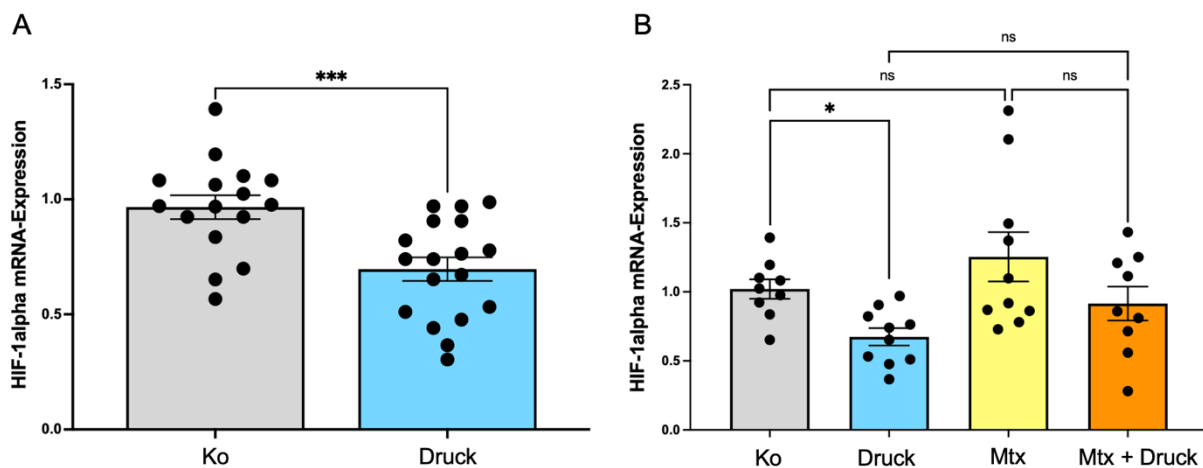 A
HIF-1alpha mRNA-Expression
1.5
1.0
0.5
0.0
***
Ko
Druck
B
HIF-1alpha mRNA-Expression
2.5
2.0
1.5
1.0
0.5
0.0
ns
ns
ns
*
Ko
Druck
Mtx
Mtx + Druck